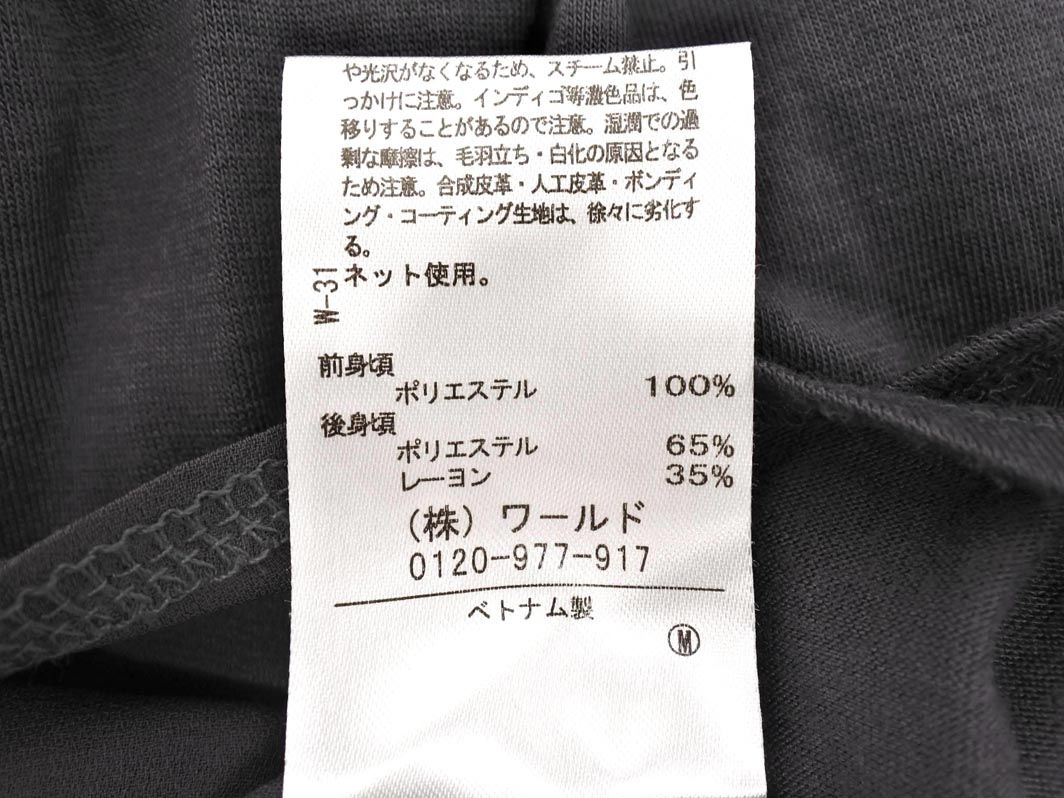 や光沢がなくなるため、スチーム禁止。引
っかけに注意。インディゴ等濃色品は、色
移りすることがあるので注意。湿潤での過
剰な摩擦は、毛羽立ち・白化の原因となる
ため注意。合成皮革・人工皮革・ボンディ
ング・コーティング生地は、徐々に劣化す
る。
ネット使用。
W-31
前身頃
ポリエステル 100%
後身頃
ポリエステル 65%
レーヨン 35%
(株) ワールド
0120-977-917
ベトナム製
M